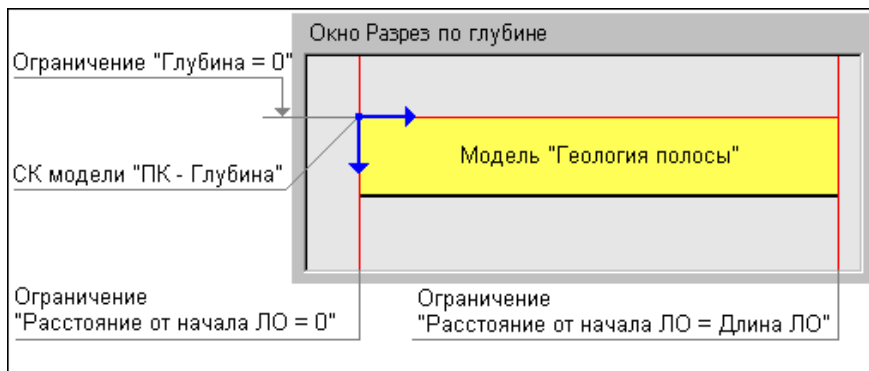 Окно Разрез по глубине
Ограничение "Глубина = 0"
Модель "Геология полосы"
СК модели "ПК - Глубина"
Ограничение
"Расстояние от начала ЛО = 0"
Ограничение
"Расстояние от начала ЛО = Длина ЛО"